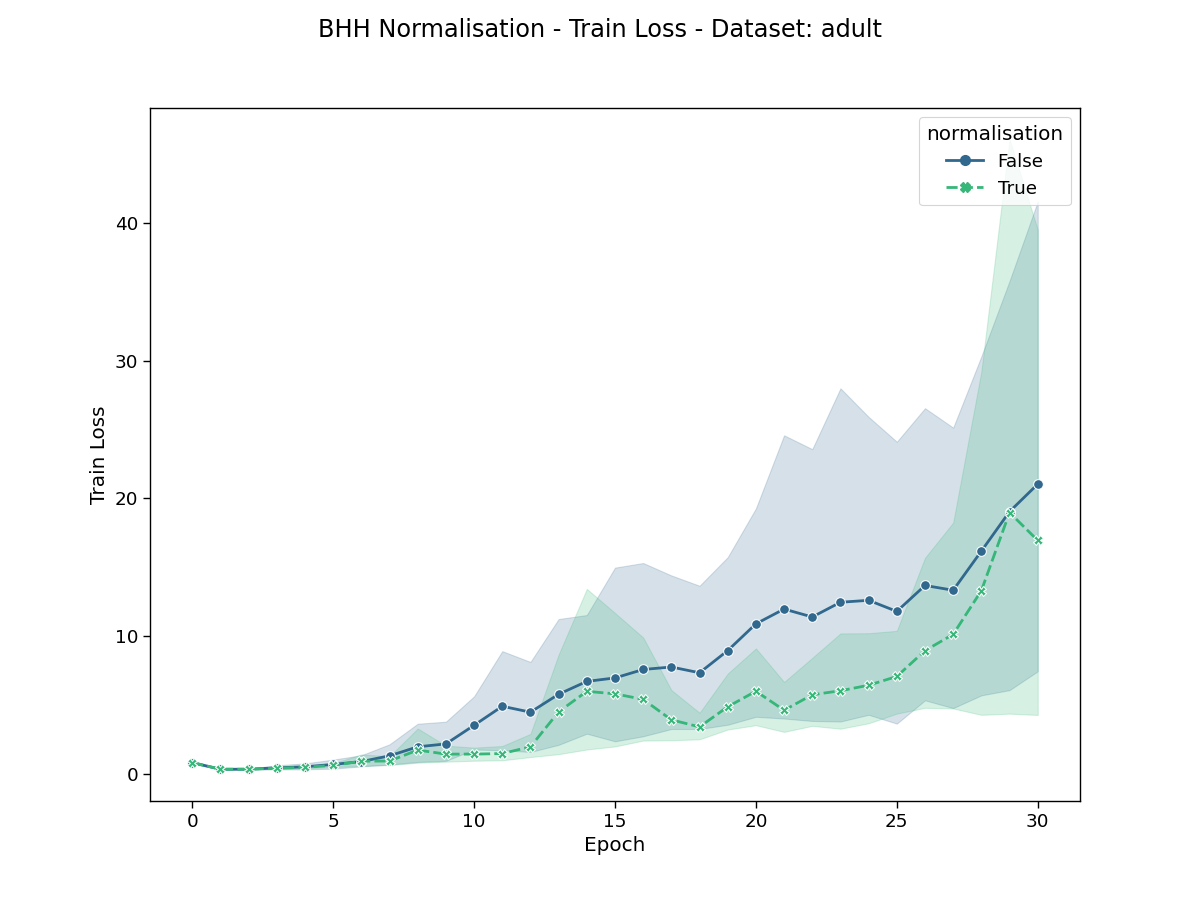 BHH Normalisation - Train Loss - Dataset: adult
normalisation
False
True
40
30
20
10
0
Train Loss
0 5 10 15 20 25 30
Epoch